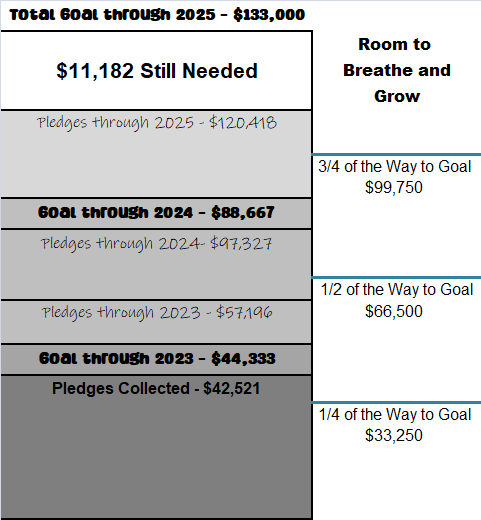 Total Goal through 2025 - $133,000
$11,182 Still Needed
Pledges through 2025 - $120,418
Goal through 2024 - $88,667
Pledges through 2024- $97,327
Pledges through 2023 - $57,196
Goal through 2023 - $44,333
Pledges Collected - $42,521
Room to
Breathe and
Grow
3/4 of the Way to Goal
$99,750
1/2 of the Way to Goal
$66,500
1/4 of the Way to Goal
$33,250